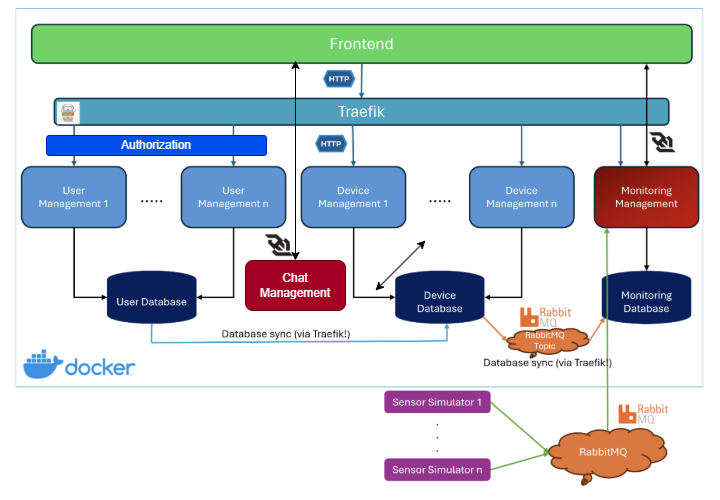 Frontend
HTTP
Traefik
Authorization
HTTP
User
Management 1
.....
User
Management n
Device
Management 1
.....
Device
Management n
Monitoring
Management
Chat
Management
User Database
Device
Database
Monitoring
Database
Rabbit
MQ
RabbitMQ
Topic
Database sync (via Traefik!)
Database sync (via Traefik!)
docker
Sensor Simulator 1
.
.
.
Sensor Simulator n
Rabbit
MQ
RabbitMQ